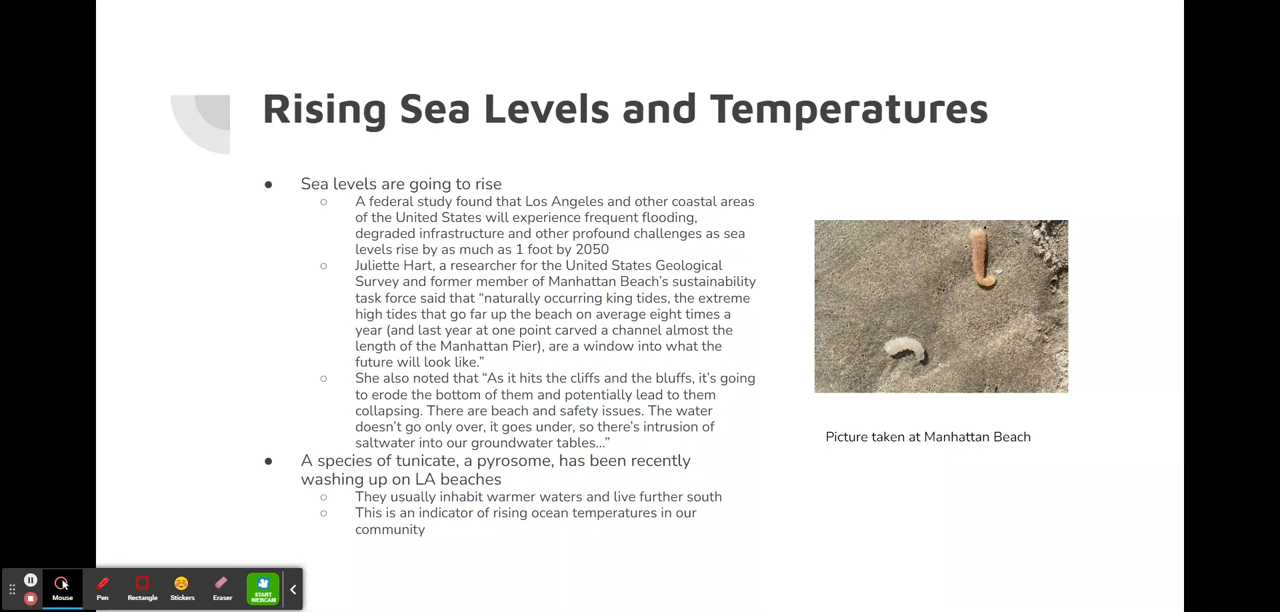 Rising Sea Levels and Temperatures
● Sea levels are going to rise
○ A federal study found that Los Angeles and other coastal areas
of the United States will experience frequent flooding,
degraded infrastructure and other profound challenges as sea
levels rise by as much as 1 foot by 2050
○ Juliette Hart, a researcher for the United States Geological
Survey and former member of Manhattan Beach's sustainability
task force said that “naturally occurring king tides, the extreme
high tides that go far up the beach on average eight times a
year (and last year at one point carved a channel almost the
length of the Manhattan Pier), are a window into what the
future will look like.”
○ She also noted that “As it hits the cliffs and the bluffs, it’s going
to erode the bottom of them and potentially lead to them
collapsing. There are beach and safety issues. The water
doesn’t go only over, it goes under, so there’s intrusion of
saltwater into our groundwater tables…”
● A species of tunicate, a pyrosome, has been recently
washing up on LA beaches
○ They usually inhabit warmer waters and live further south
○ This is an indicator of rising ocean temperatures in our
community
Picture taken at Manhattan Beach
Mouse
Pen
Rectangle
Stickers
Eraser
START
WEBCAM